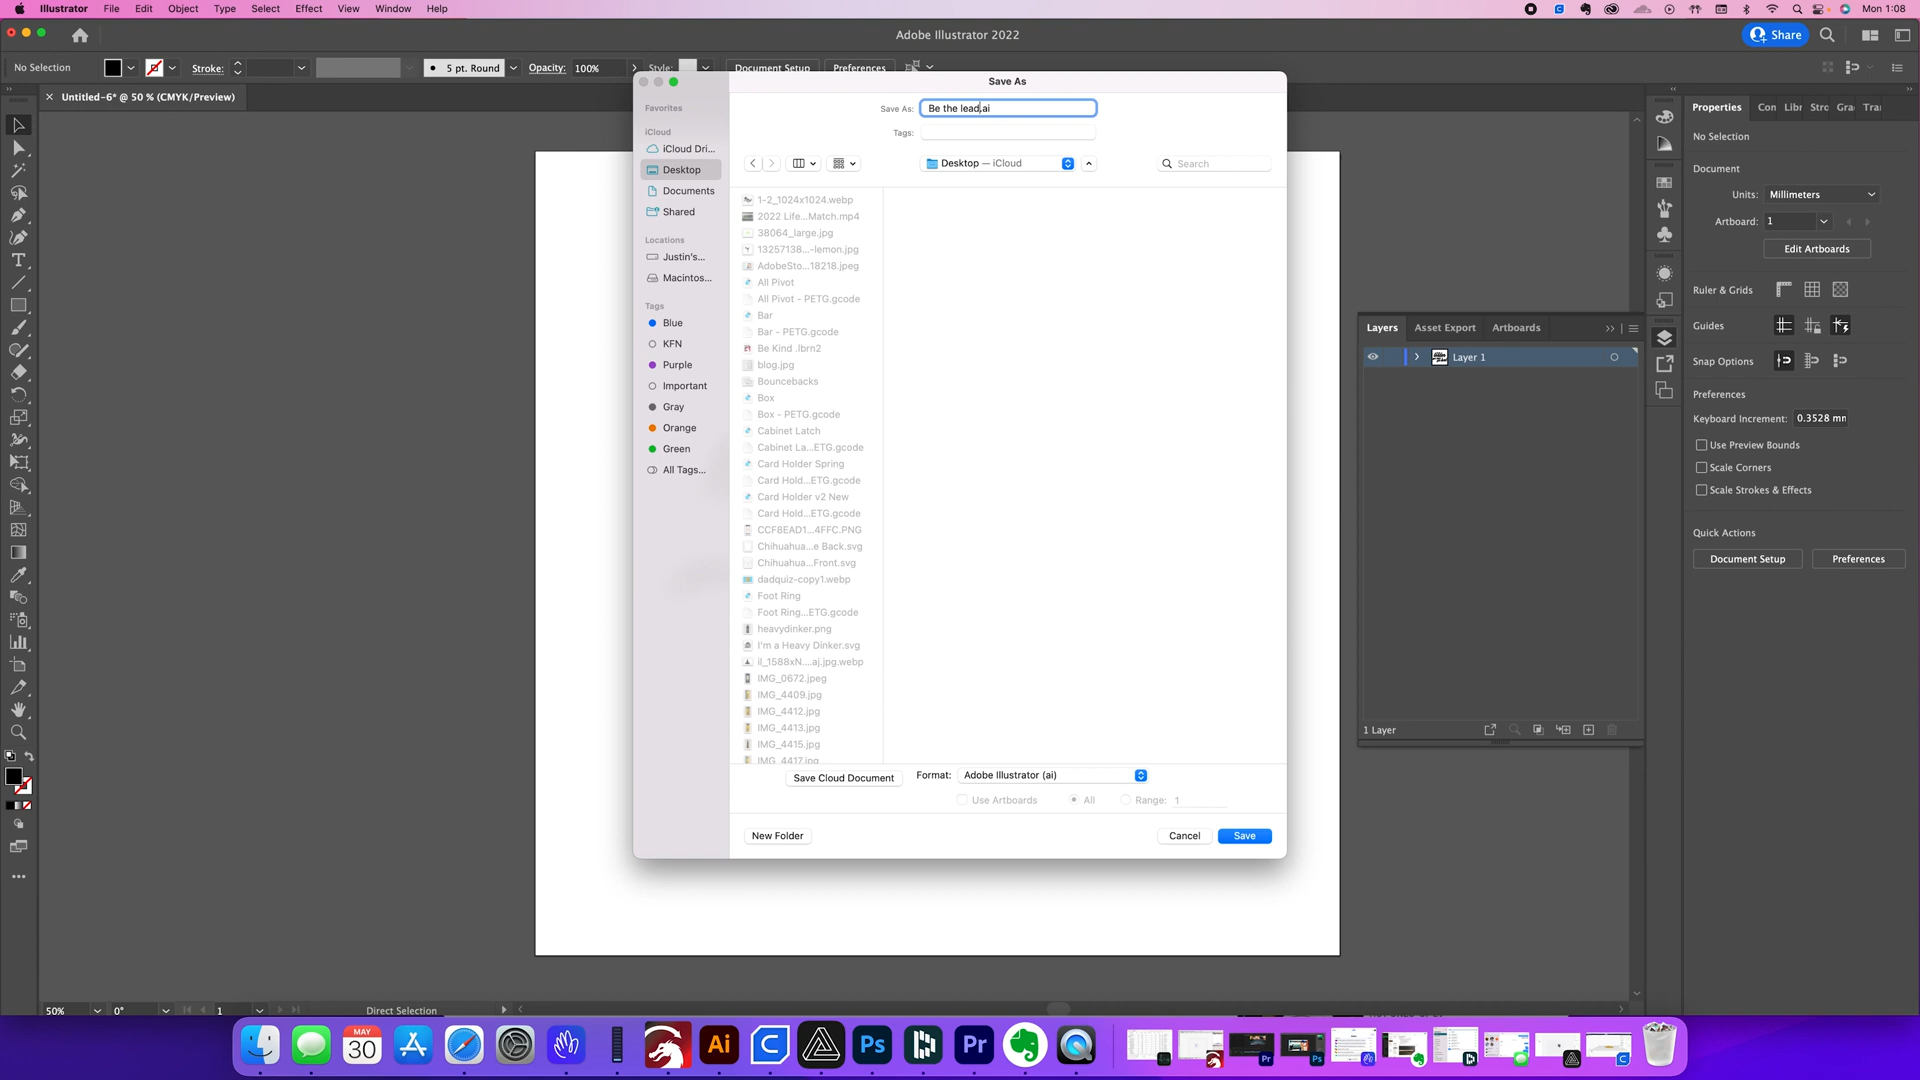 Illustrator File Edit Object Type Select Effect View Window Help Mon 1:08
Adobe Illustrator 2022 Share
No Selection Stroke: 5 pt. Round Opacity: 100% Style: Document Setup Preferences
Untitled-6* @ 50 % (CMYK/Preview)
Save As
Save As: Be the lead.ai
Tags:
Desktop — iCloud Search
Favorites
iCloud
iCloud Dri...
Desktop
Documents
Shared
Locations
Justin's...
Macintos...
Tags
Blue
KFN
Purple
Important
Gray
Orange
Green
All Tags...
1-2_1024x1024.webp
2022 Life...Match.mp4
38064_large.jpg
13257138...-lemon.jpg
AdobeSto...18218.jpeg
All Pivot
All Pivot - PETG.gcode
Bar
Bar - PETG.gcode
Be Kind .lbrn2
blog.jpg
Bouncebacks
Box
Box - PETG.gcode
Cabinet Latch
Cabinet La...ETG.gcode
Card Holder Spring
Card Hold...ETG.gcode
Card Holder v2 New
Card Hold...ETG.gcode
CCF8EAD1...4FFC.PNG
Chihuahua...e Back.svg
Chihuahua...Front.svg
dadquiz-copy1.webp
Foot Ring
Foot Ring...ETG.gcode
heavydinker.png
I'm a Heavy Dinker.svg
il_1588xN....aj.jpg.webp
IMG_0672.jpeg
IMG_4409.jpg
IMG_4412.jpg
IMG_4413.jpg
IMG_4415.jpg
IMG_4417.jpg
Save Cloud Document Format: Adobe Illustrator (ai)
Use Artboards All Range: 1
New Folder Cancel Save
Layers Asset Export Artboards
Layer 1
1 Layer
Properties Con Libr Stro Gra Tra
No Selection
Document
Units: Millimeters
Artboard: 1
Edit Artboards
Ruler & Grids
Guides
Snap Options
Preferences
Keyboard Increment: 0.3528 mm
Use Preview Bounds
Scale Corners
Scale Strokes & Effects
Quick Actions
Document Setup Preferences
50% 0° 1 Direct Selection
MAY
30
Ai
Ps
Pr